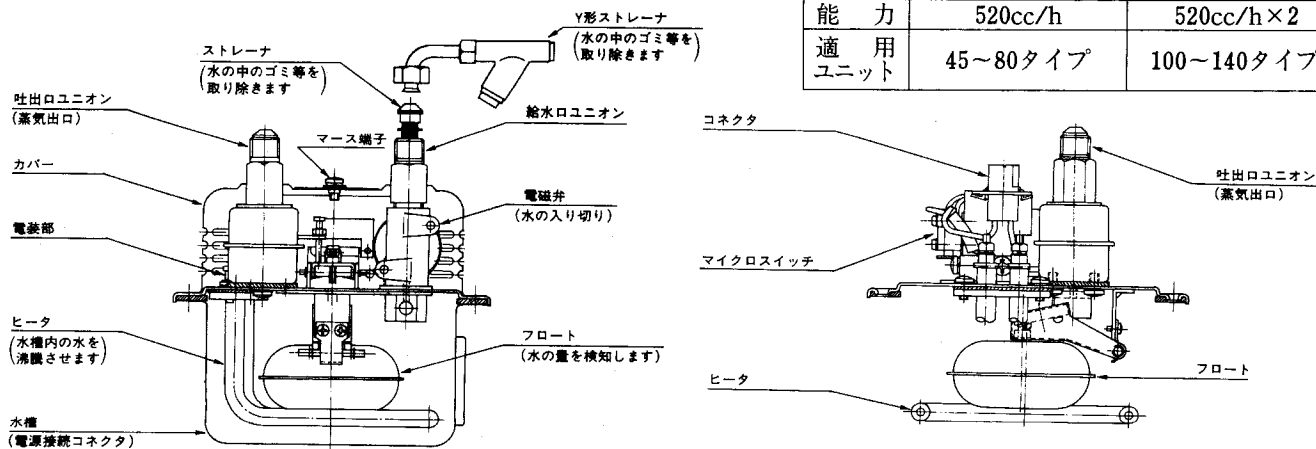 能 力 520cc/h 520cc/h×2
適 用
ユニット 45~80タイプ 100~140タイプ
Y形ストレーナ
(水の中のゴミ等を
取り除きます)
ストレーナ
(水の中のゴミ等を
取り除きます)
吐出口ユニオン
(蒸気出口)
給水口ユニオン
マース端子
カバー
電磁弁
(水の入り切り)
電装部
ヒータ
(水槽内の水を
沸騰させます)
フロート
(水の量を検知します)
水槽
(電源接続コネクタ)
コネクタ
吐出口ユニオン
(蒸気出口)
マイクロスイッチ
フロート
ヒータ